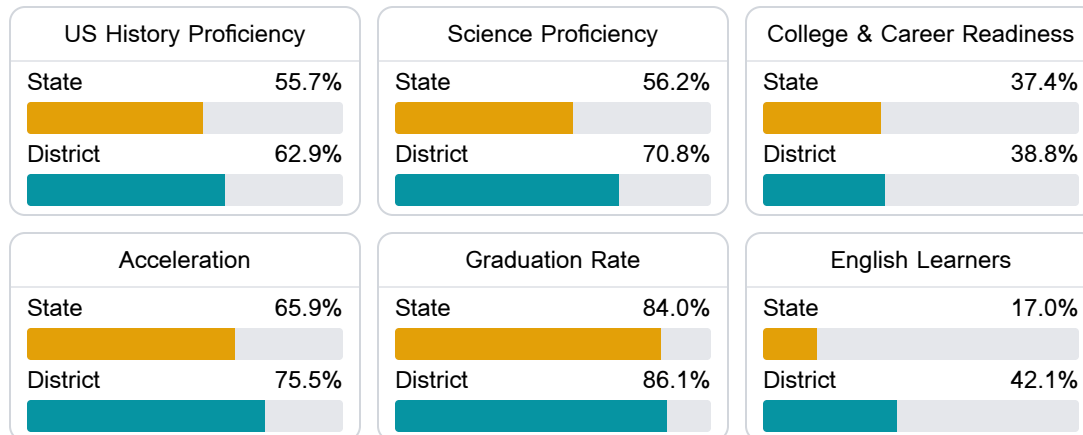 US History Proficiency
State 55.7%
District 62.9%
Science Proficiency
State 56.2%
District 70.8%
College & Career Readiness
State 37.4%
District 38.8%
Acceleration
State 65.9%
District 75.5%
Graduation Rate
State 84.0%
District 86.1%
English Learners
State 17.0%
District 42.1%